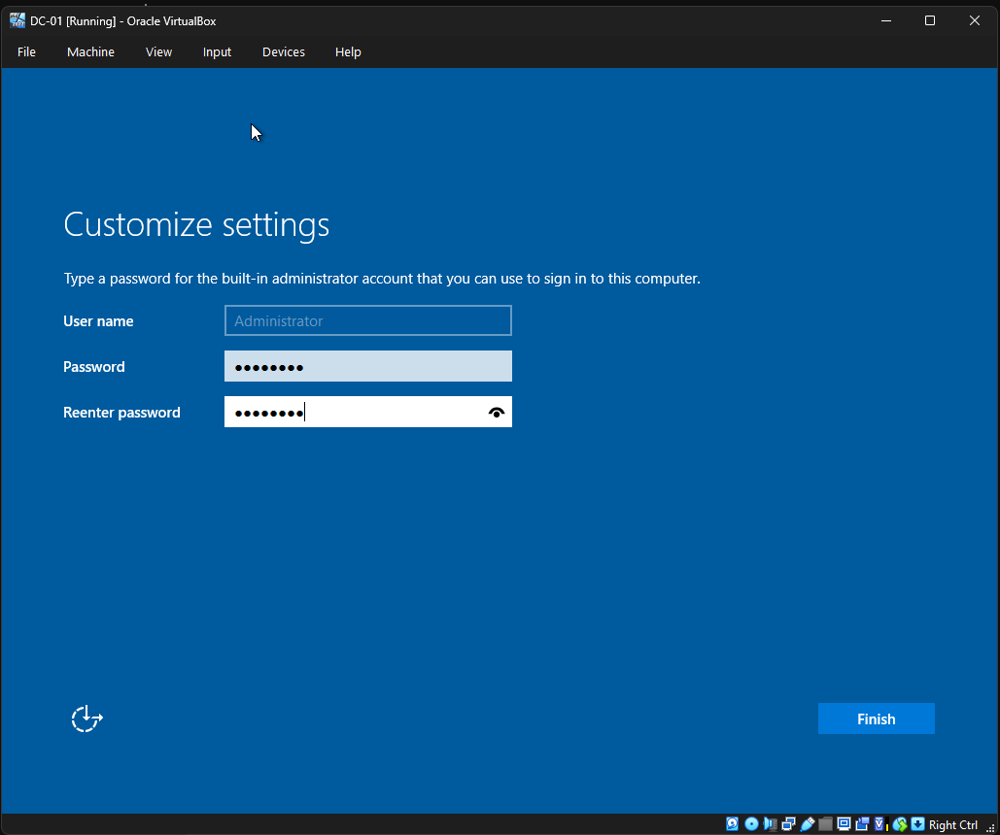 DC-01 [Running] - Oracle VirtualBox
File Machine View Input Devices Help
Customize settings
Type a password for the built-in administrator account that you can use to sign in to this computer.
User name Administrator
Password ••••••••
Reenter password ••••••••
Finish
Right Ctrl